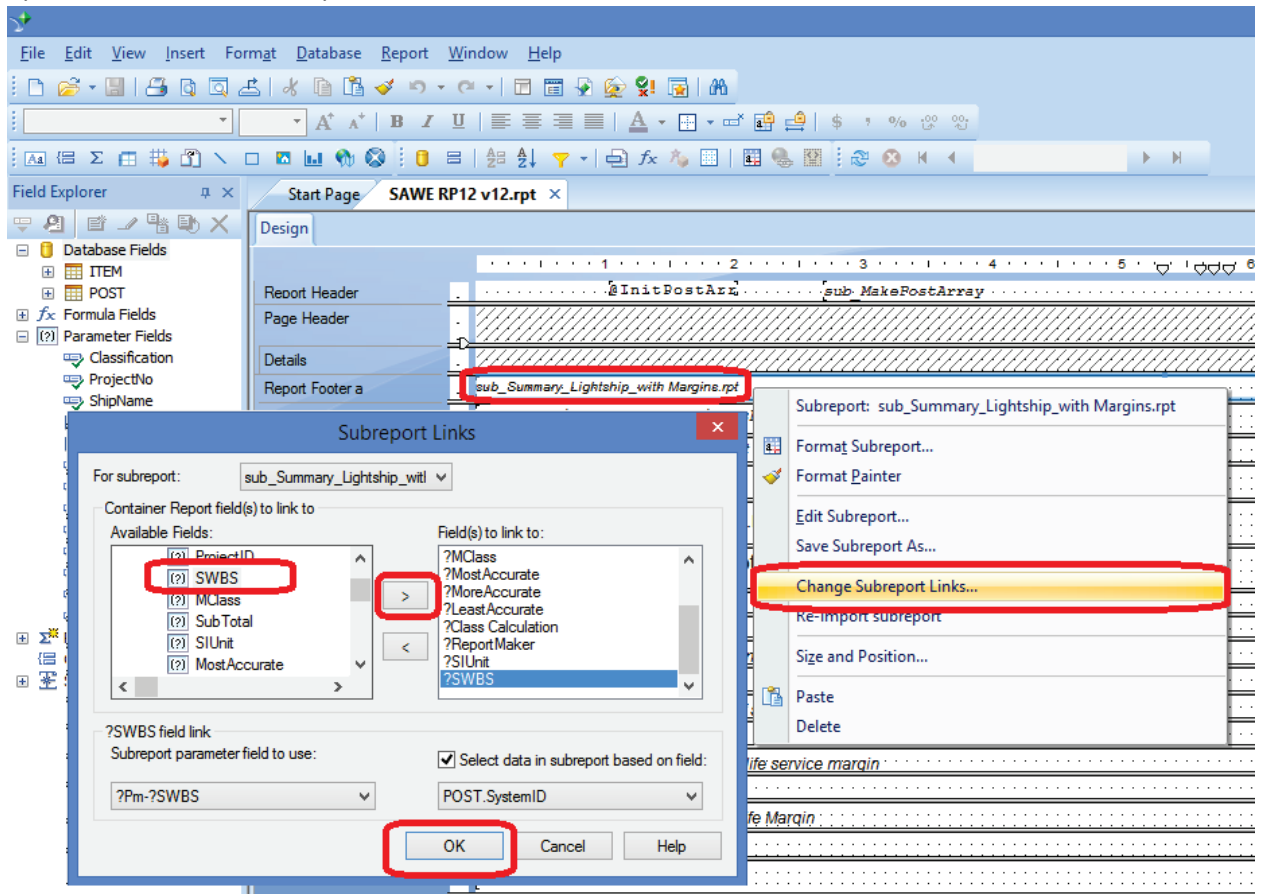 File Edit View Insert Format Database Report Window Help
B I U $ , %
Field Explorer
Start Page SAWE RP12 v12.rpt
Design
Database Fields
ITEM
POST
Formula Fields
Parameter Fields
Classification
ProjectNo
ShipName
1 2 3 4 5 6
Report Header
@InitPostArr sub_MakePostArray
Page Header
Details
Report Footer a
sub_Summary_Lightship_with Margins.rpt
Subreport: sub_Summary_Lightship_with Margins.rpt
Format Subreport...
Format Painter
Edit Subreport...
Save Subreport As...
Change Subreport Links...
Re-Import subreport
Size and Position...
Paste
Delete
Subreport Links
For subreport: sub_Summary_Lightship_witl
Container Report field(s) to link to
Available Fields:
ProjectID
SWBS
MClass
SubTotal
SIUnit
MostAccurate
>
<
Field(s) to link to:
?MClass
?MostAccurate
?MoreAccurate
?LeastAccurate
?Class Calculation
?ReportMaker
?SIUnit
?SWBS
?SWBS field link
Subreport parameter field to use:
Select data in subreport based on field:
?Pm-?SWBS
POST.SystemID
OK Cancel Help
life service margin
fe Margin